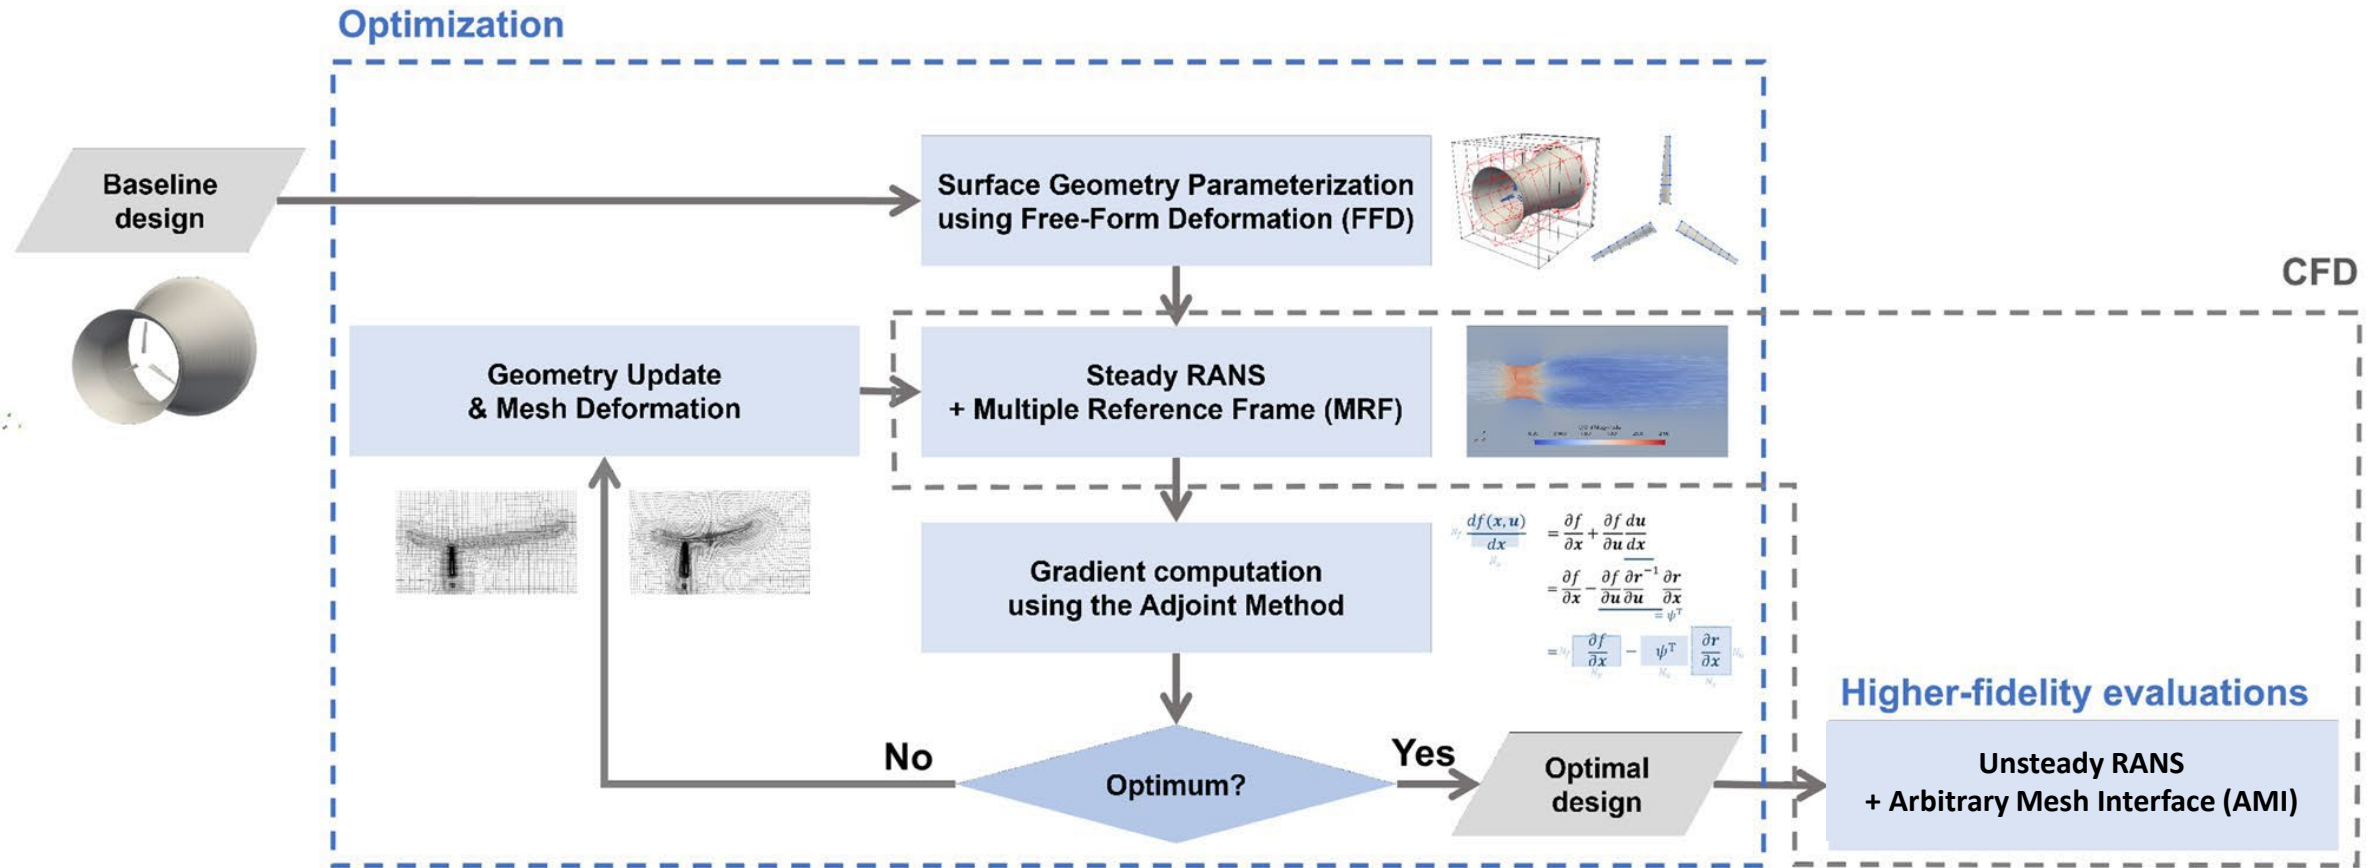 Optimization
Baseline
design
Surface Geometry Parameterization
using Free-Form Deformation (FFD)
CFD
Geometry Update
& Mesh Deformation
Steady RANS
+ Multiple Reference Frame (MRF)
Gradient computation
using the Adjoint Method
df(x,u)
dx
= ∂f/∂x + ∂f/∂u du/dx
= ∂f/∂x − ∂f/∂u ∂r/∂u⁻¹ ∂r/∂x
= ψᵀ
= ∂f/∂x − ψᵀ ∂r/∂x
Higher-fidelity evaluations
No
Yes
Optimum?
Optimal
design
Unsteady RANS
+ Arbitrary Mesh Interface (AMI)